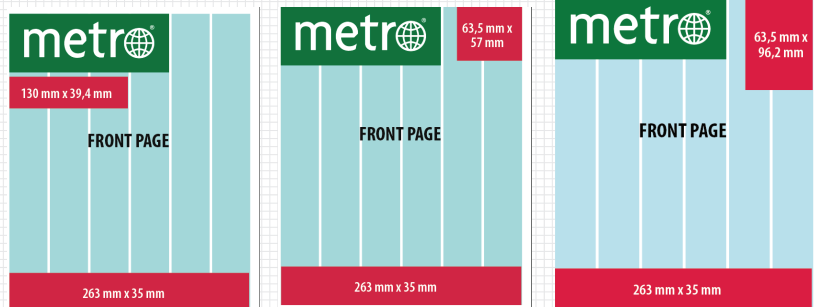 metro®
130 mm x 39,4 mm
FRONT PAGE
263 mm x 35 mm
metro®
63,5 mm x
57 mm
FRONT PAGE
263 mm x 35 mm
metro®
63,5 mm x
96,2 mm
FRONT PAGE
263 mm x 35 mm